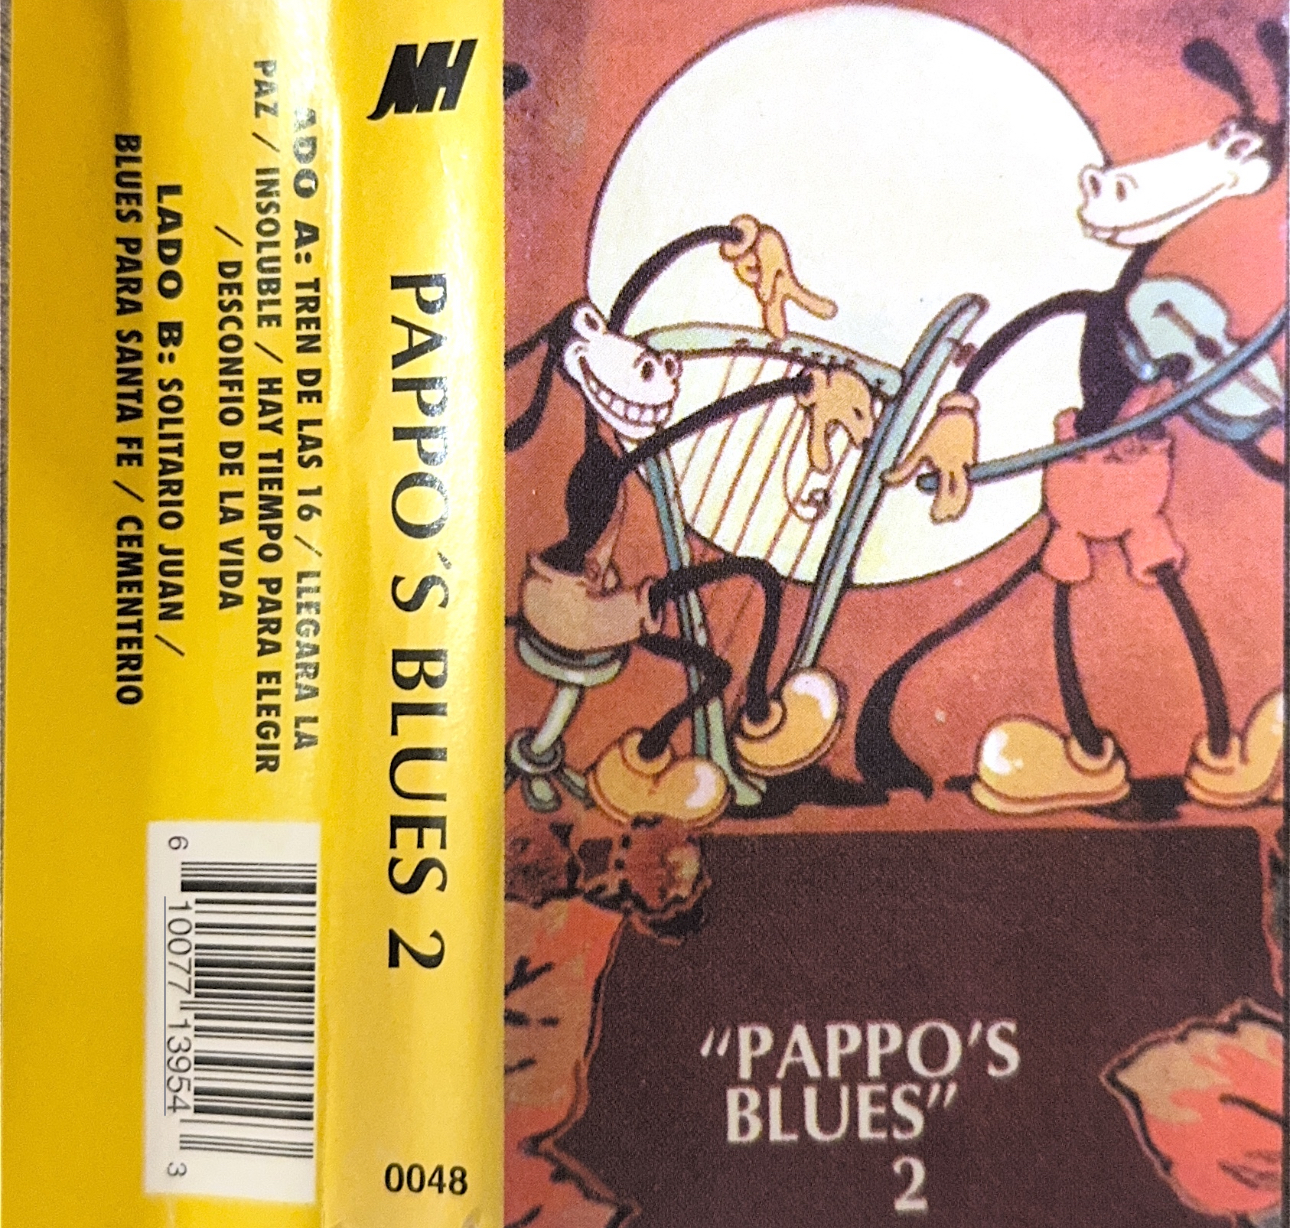 MH
PAPPO´S BLUES 2
0048
ADO A: TREN DE LAS 16 / LLEGARA LA
PAZ / INSOLUBLE / HAY TIEMPO PARA ELEGIR
/ DESCONFIO DE LA VIDA
LADO B: SOLITARIO JUAN /
BLUES PARA SANTA FE / CEMENTERIO
6 10077 13954 3
“PAPPO’S
BLUES”
2